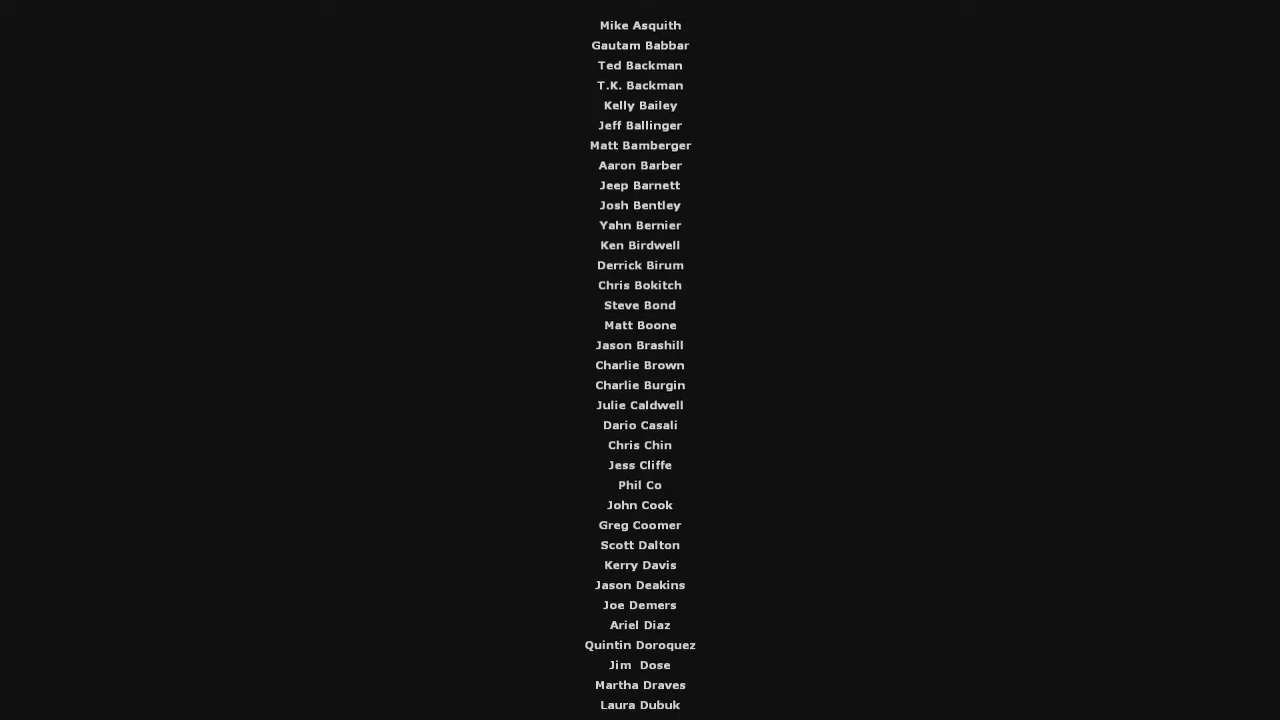 Mike Asquith
Gautam Babbar
Ted Backman
T.K. Backman
Kelly Bailey
Jeff Ballinger
Matt Bamberger
Aaron Barber
Jeep Barnett
Josh Bentley
Yahn Bernier
Ken Birdwell
Derrick Birum
Chris Bokitch
Steve Bond
Matt Boone
Jason Brashill
Charlie Brown
Charlie Burgin
Julie Caldwell
Dario Casali
Chris Chin
Jess Cliffe
Phil Co
John Cook
Greg Coomer
Scott Dalton
Kerry Davis
Jason Deakins
Joe Demers
Ariel Diaz
Quintin Doroquez
Jim  Dose
Martha Draves
Laura Dubuk